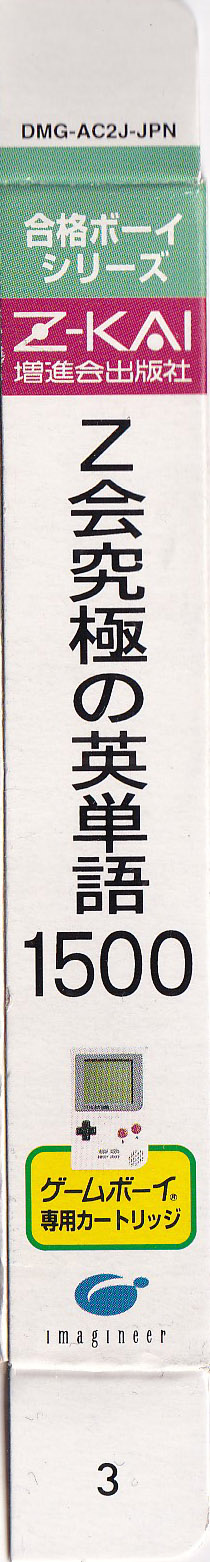 DMG-AC2J-JPN
合格ボーイ
シリーズ
Z-KAI
増進会出版社
Z会究極の英単語
1500
ゲームボーイ®
専用カートリッジ
imagineer
3